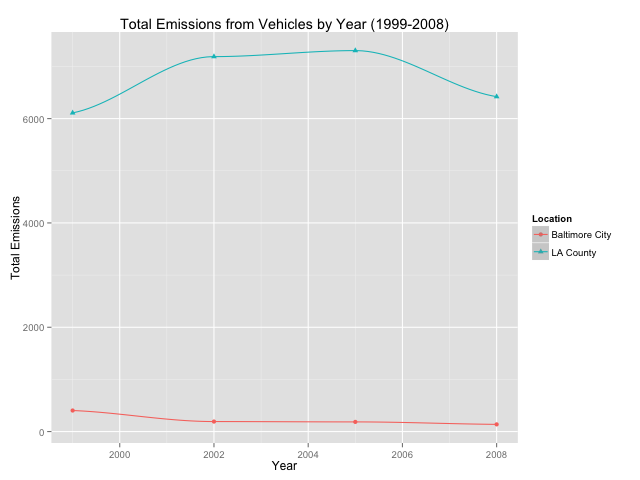 Total Emissions from Vehicles by Year (1999-2008)
Total Emissions
6000
4000
2000
0
2000
2002
2004
2006
2008
Year
Location
Baltimore City
LA County